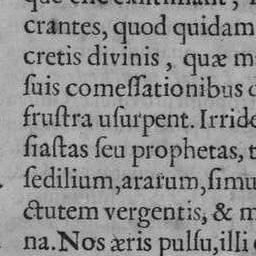 crantes, quod quidam
cretis divinis, quæ m
suis comessationibus
frustra usurpent. Irride
siastas seu prophetas, t
sedilium, ararum, simu
ctutem vergentis, & m
na. Nos æris pulsu, illi